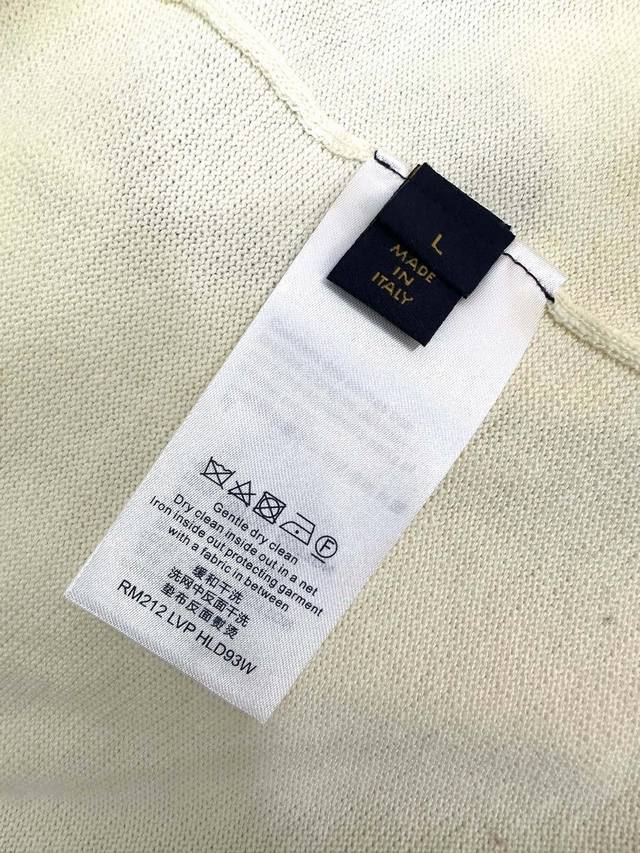 L
MADE
IN
ITALY
F
Gentle dry clean
Dry clean inside out in a net
Iron inside out protecting garment
with a fabric in between
缓和干洗
洗网中反面干洗
垫布反面熨烫
RM212 LVP HLD93W